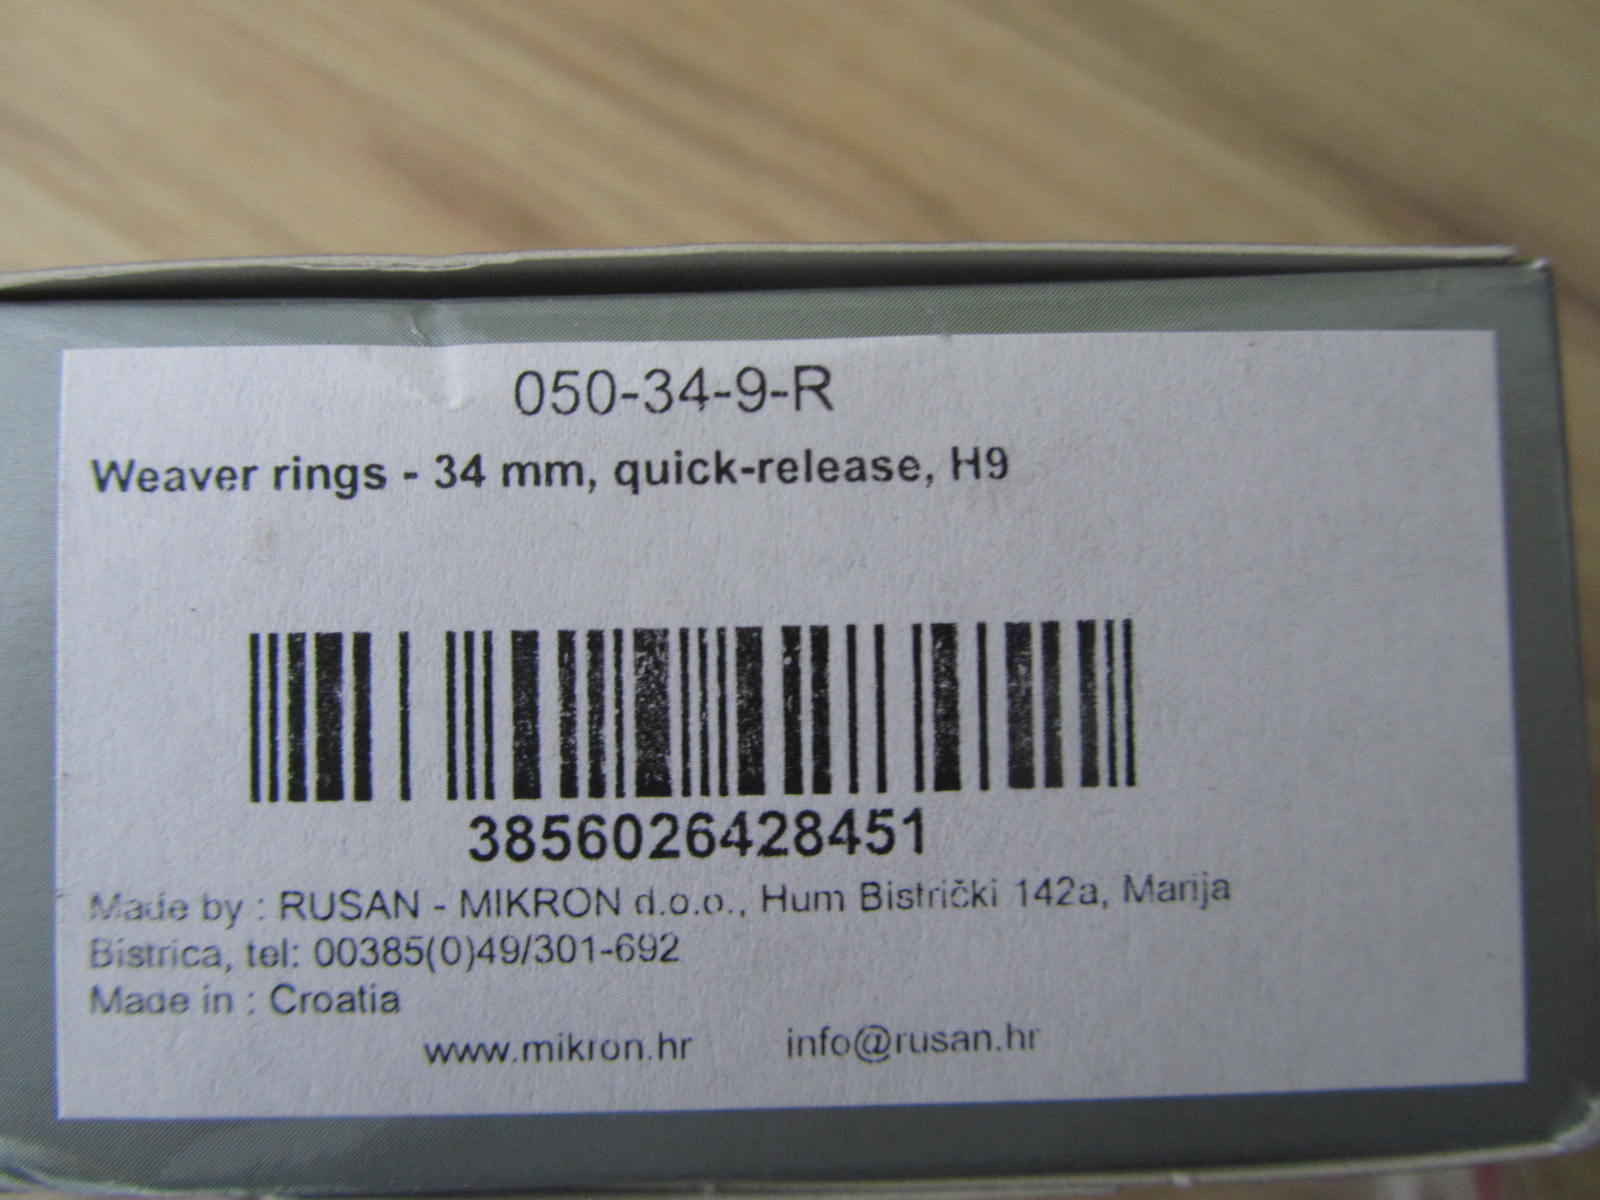 050-34-9-R
Weaver rings - 34 mm, quick-release, H9
3856026428451
Made by : RUSAN - MIKRON d.o.o., Hum Bistrički 142a, Marija
Bistrica, tel: 00385(0)49/301-692
Made in : Croatia
www.mikron.hr info@rusan.hr